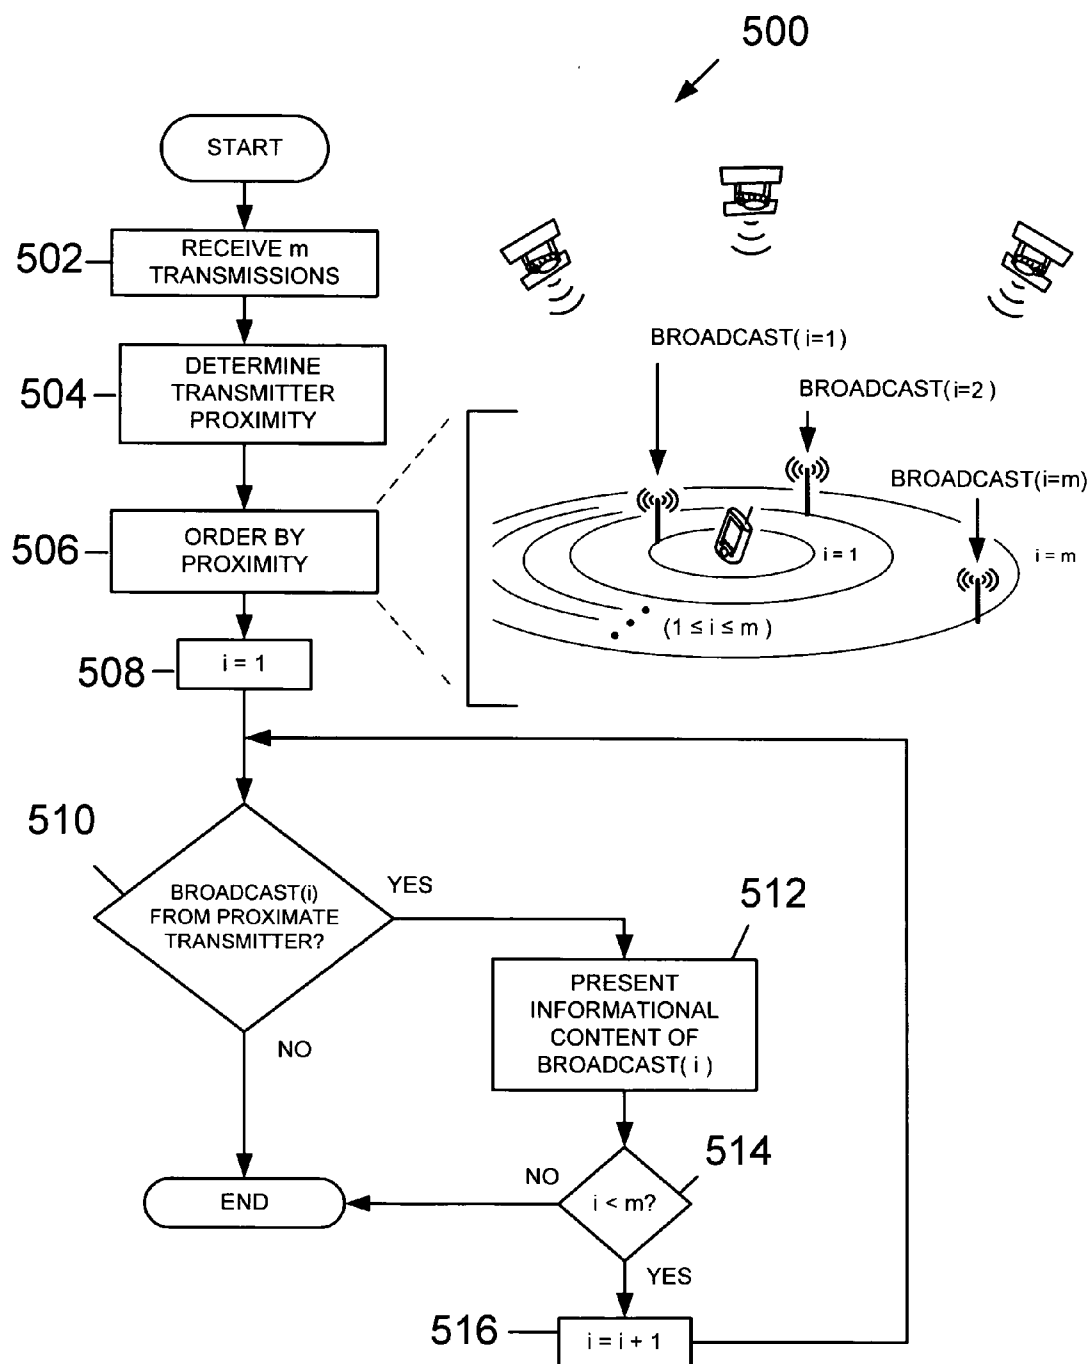 500
START
502
RECEIVE m
TRANSMISSIONS
BROADCAST(i=1)
504
DETERMINE
TRANSMITTER
PROXIMITY
BROADCAST(i=2)
BROADCAST(i=m)
506
ORDER BY
PROXIMITY
i = 1
i = m
(1 ≤ i ≤ m )
508
i = 1
510
BROADCAST(i)
FROM PROXIMATE
TRANSMITTER?
YES
512
PRESENT
INFORMATIONAL
CONTENT OF
BROADCAST( i )
NO
514
i < m?
NO
END
YES
516
i = i + 1